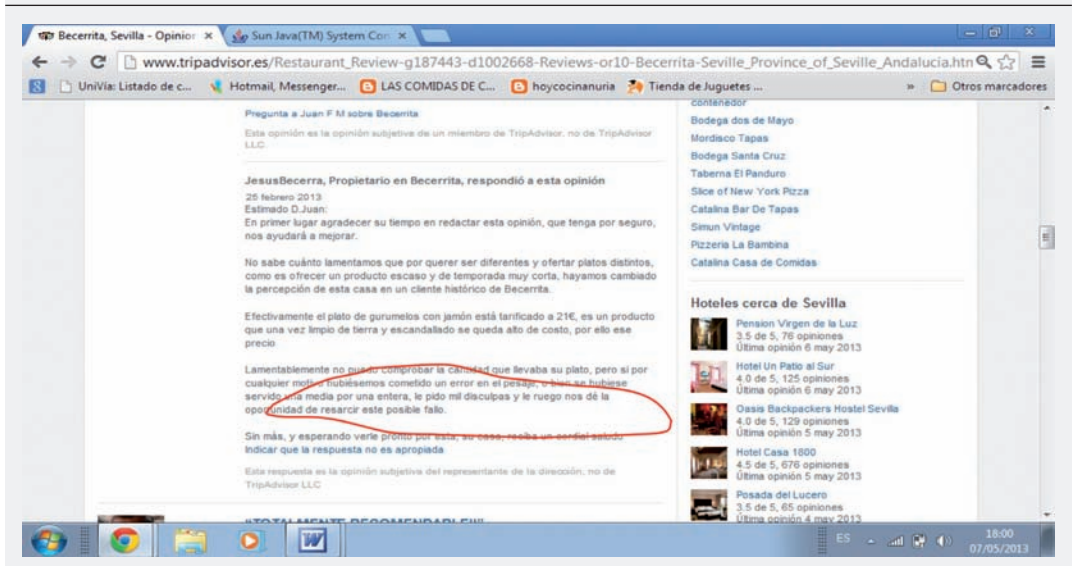 Becerrita, Sevilla - Opinior ×
Sun Java(TM) System Con ×
www.tripadvisor.es/Restaurant_Review-g187443-d1002668-Reviews-or10-Becerrita-Seville_Province_of_Seville_Andalucia.htn
UniVía: Listado de c...
Hotmail, Messenger...
LAS COMIDAS DE C...
hoycocinanuria
Tienda de Juguetes ...
»
Otros marcadores
Pregunta a Juan F M sobre Becerrita
Esta opinión es la opinión subjetiva de un miembro de TripAdvisor, no de TripAdvisor
LLC.
JesusBecerra, Propietario en Becerrita, respondió a esta opinión
25 febrero 2013
Estimado D.Juan:
En primer lugar agradecer su tiempo en redactar esta opinión, que tenga por seguro,
nos ayudará a mejorar.
No sabe cuánto lamentamos que por querer ser diferentes y ofertar platos distintos,
como es ofrecer un producto escaso y de temporada muy corta, hayamos cambiado
la percepción de esta casa en un cliente histórico de Becerrita.
Efectivamente el plato de gurumelos con jamón está tarificado a 21€, es un producto
que una vez limpio de tierra y escandallado se queda alto de costo, por ello ese
precio
Lamentablemente no puedo comprobar la cantidad que llevaba su plato, pero si por
cualquier motivo hubiésemos cometido un error en el pesaje, o bien se hubiese
servido una media por una entera, le pido mil disculpas y le ruego nos dé la
oportunidad de resarcir este posible fallo.
Sin más, y esperando verle pronto por esta, su casa, reciba un cordial saludo
Indicar que la respuesta no es apropiada
Esta respuesta es la opinión subjetiva del representante de la dirección, no de
TripAdvisor LLC
"TOTALMENTE RECOMENDABLE!!!"
contenedor
Bodega dos de Mayo
Mordisco Tapas
Bodega Santa Cruz
Taberna El Panduro
Slice of New York Pizza
Catalina Bar De Tapas
Simun Vintage
Pizzeria La Bambina
Catalina Casa de Comidas
Hoteles cerca de Sevilla
Pension Virgen de la Luz
3.5 de 5, 76 opiniones
Última opinión 6 may 2013
Hotel Un Patio al Sur
4.0 de 5, 125 opiniones
Última opinión 6 may 2013
Oasis Backpackers Hostel Sevilla
4.0 de 5, 129 opiniones
Última opinión 5 may 2013
Hotel Casa 1800
4.5 de 5, 676 opiniones
Última opinión 5 may 2013
Posada del Lucero
3.5 de 5, 65 opiniones
Última opinión 4 may 2013
ES
18:00
07/05/2013